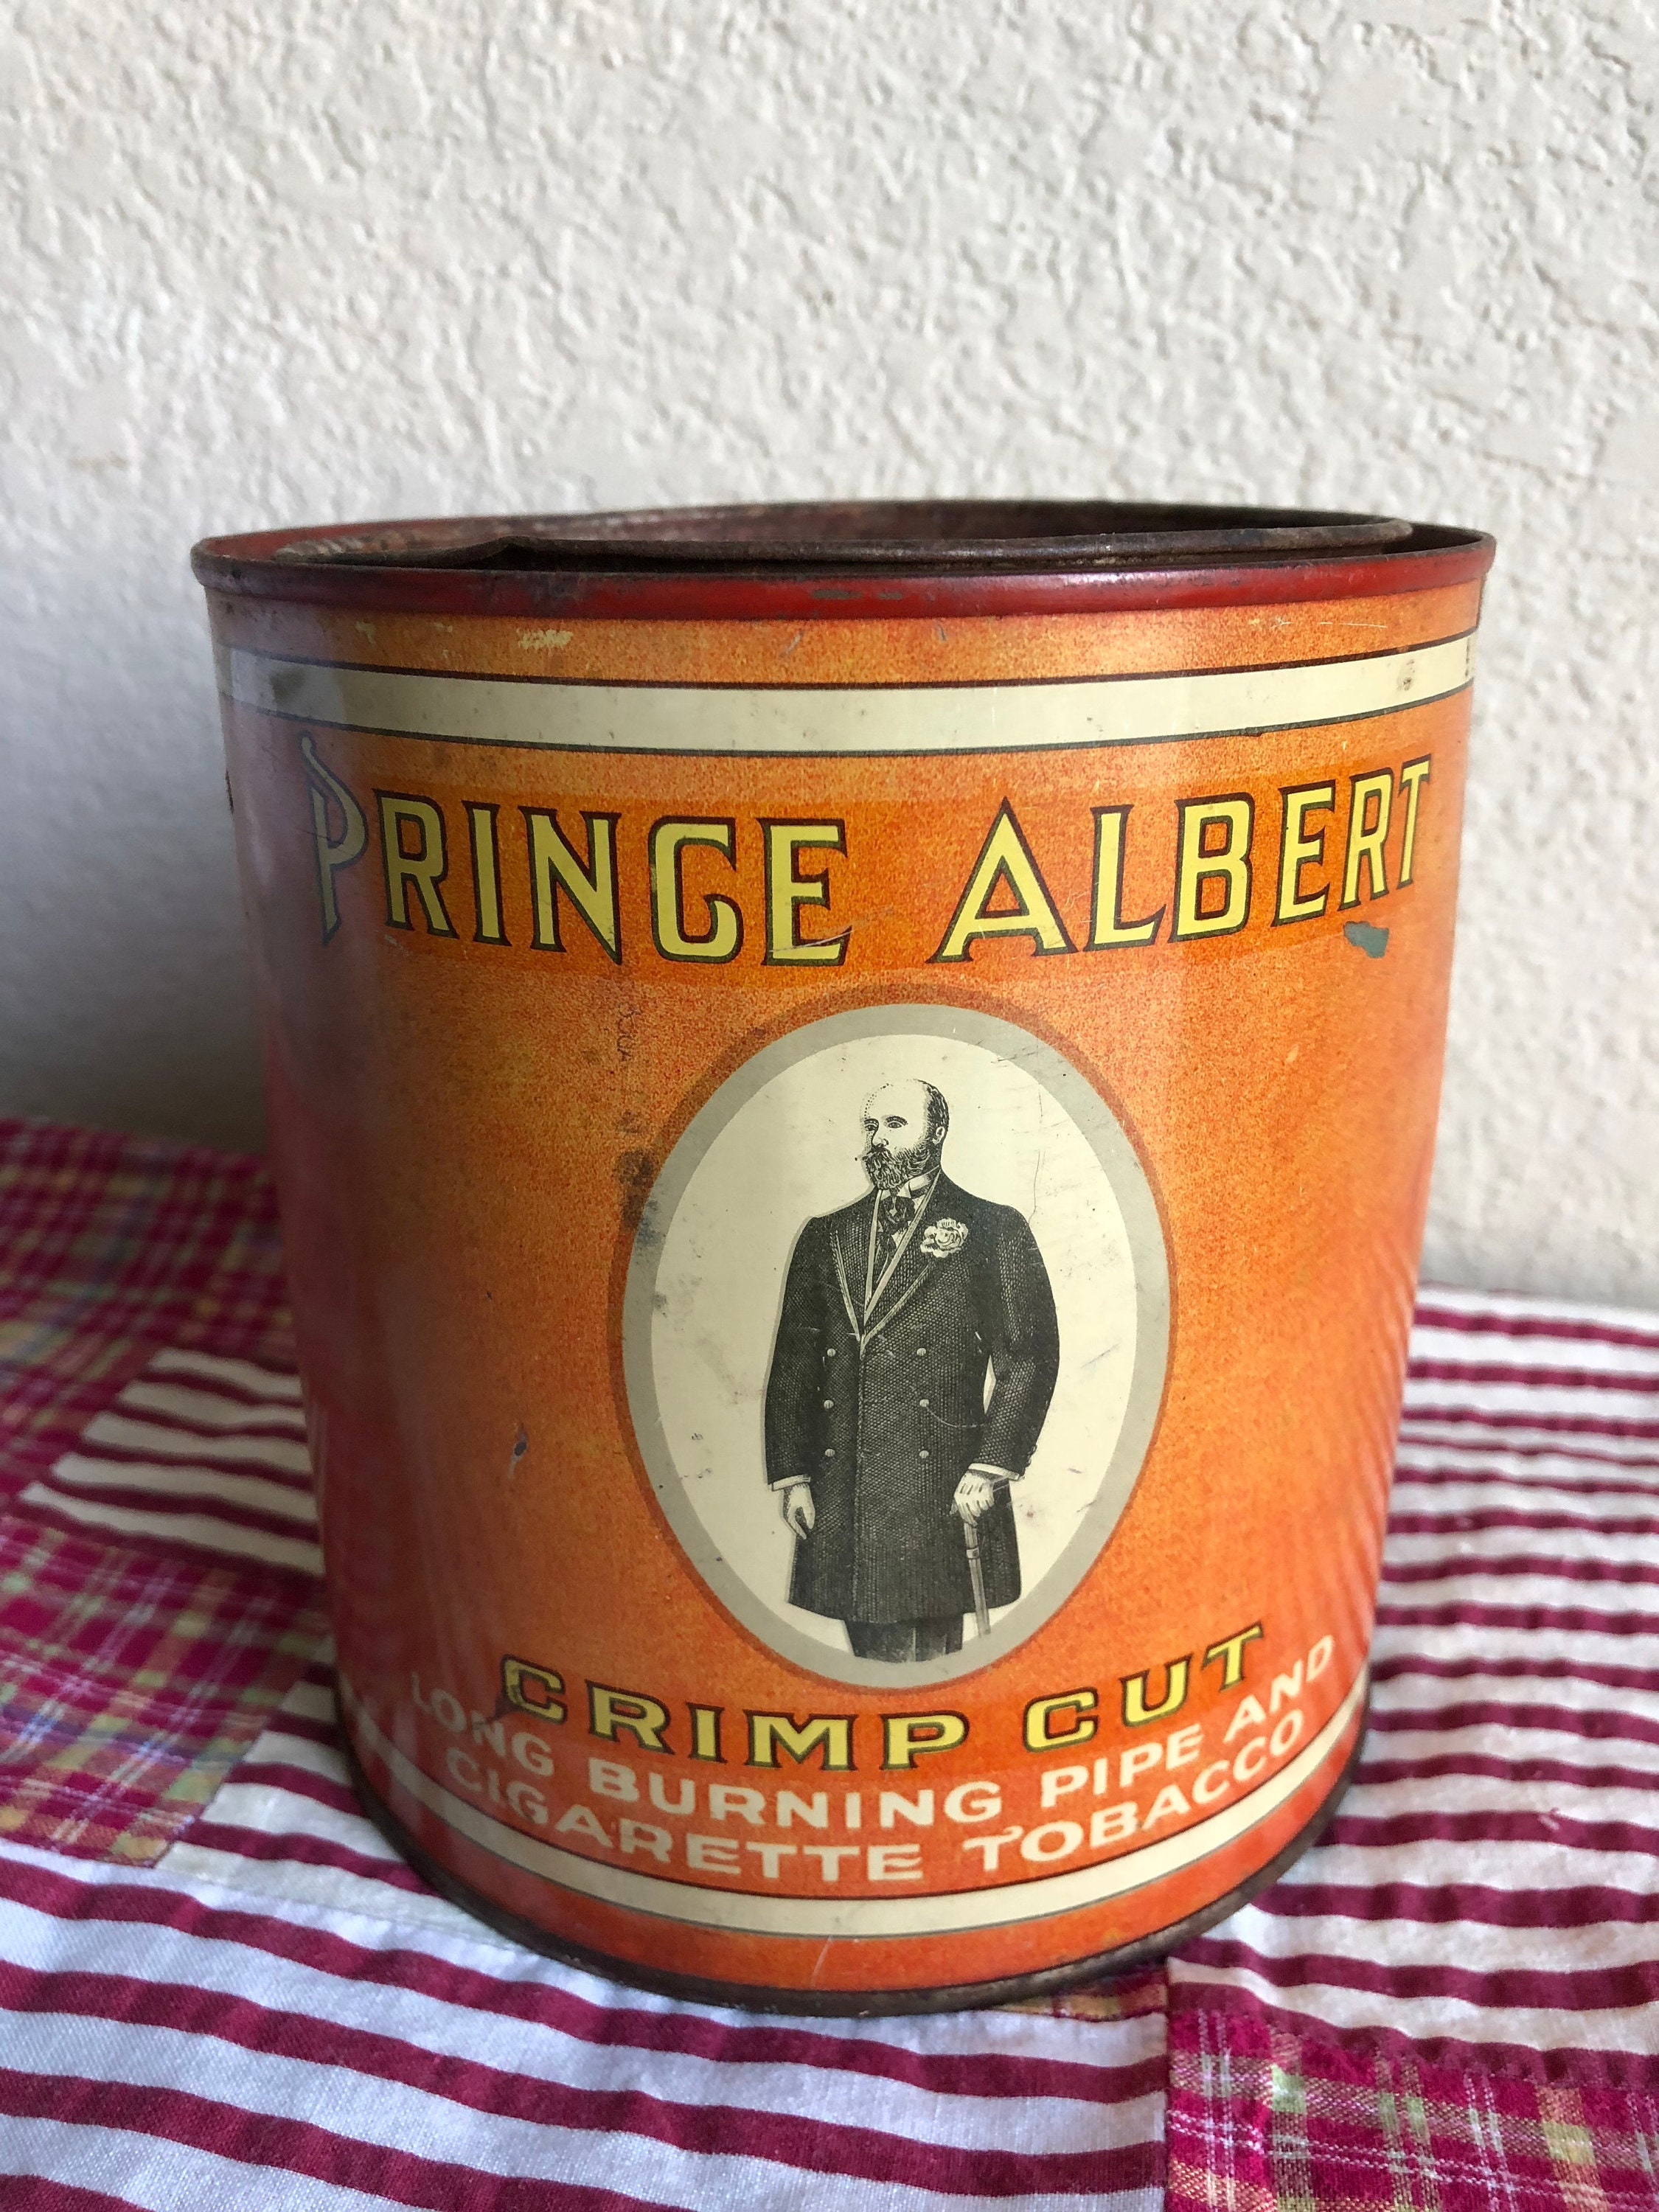 PRINCE ALBERT
CRIMP CUT
LONG BURNING PIPE AND
CIGARETTE TOBACCO